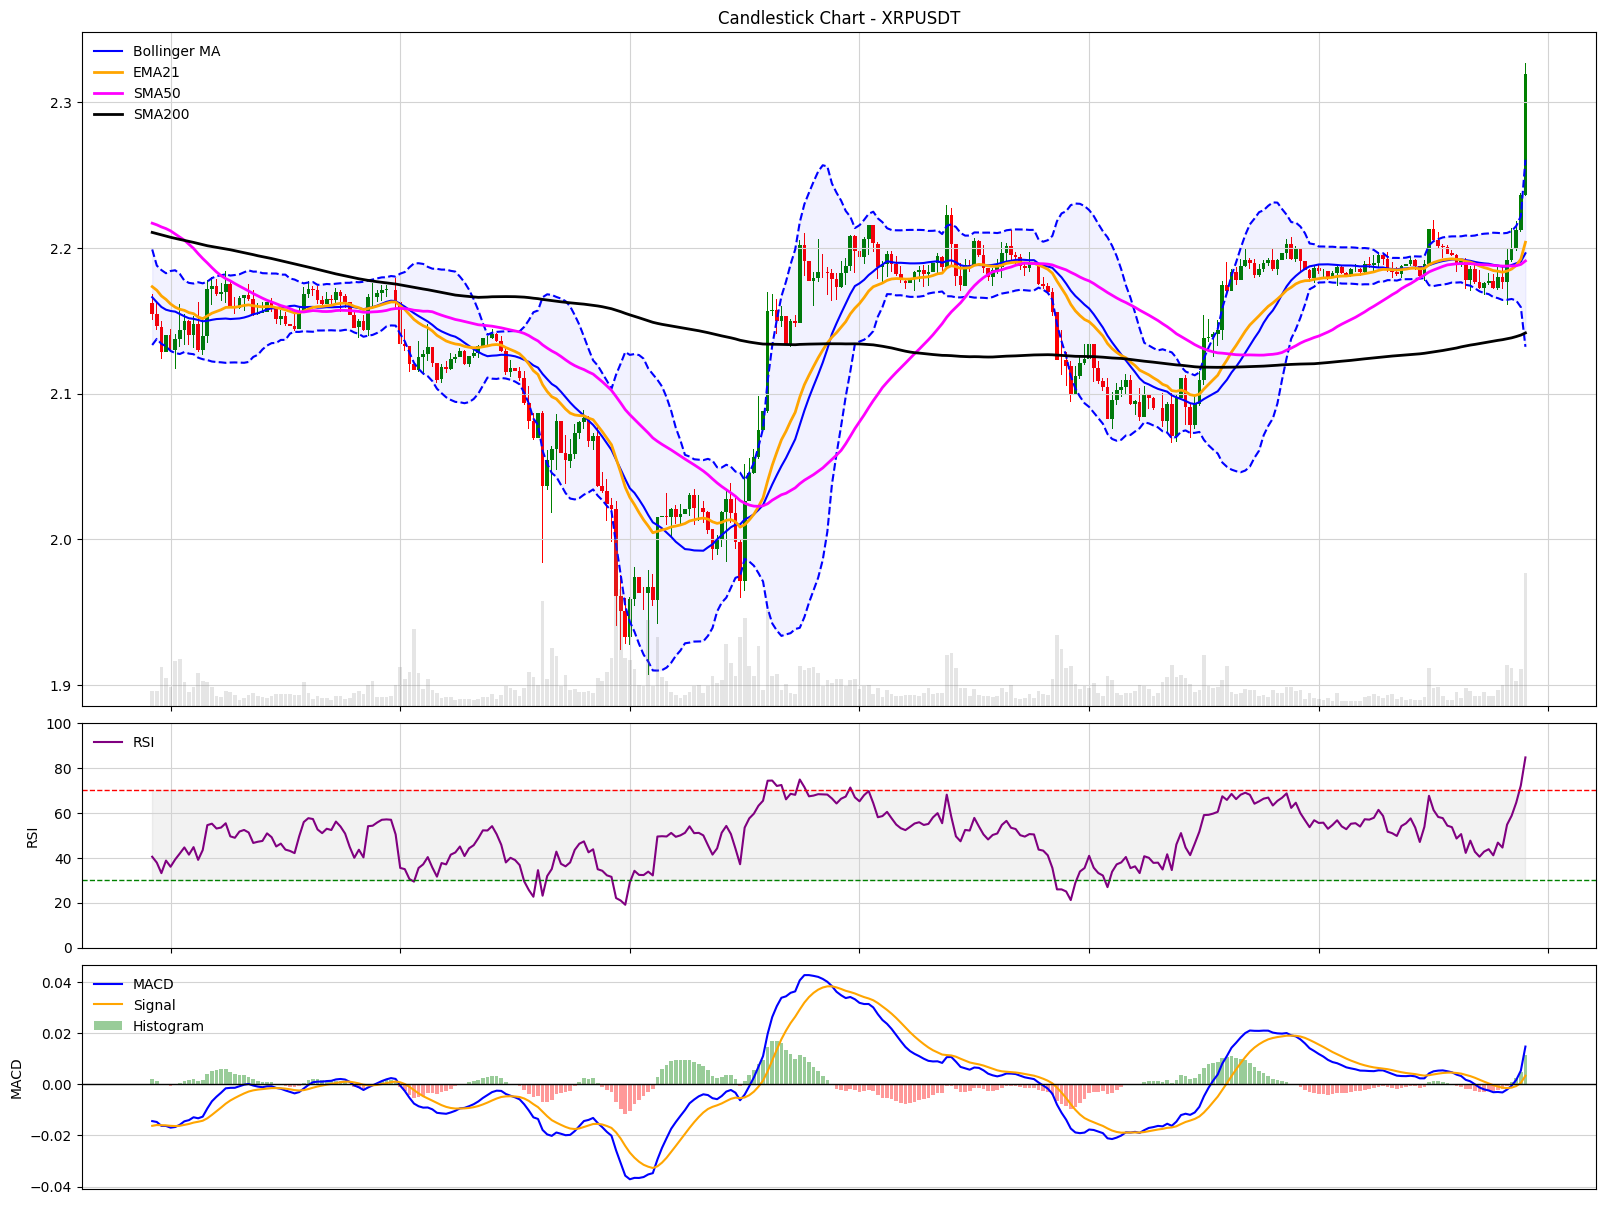 Candlestick Chart - XRPUSDT
Bollinger MA
EMA21
SMA50
SMA200
2.3
2.2
2.1
2.0
1.9
RSI
RSI
100
80
60
40
20
0
MACD
Signal
Histogram
MACD
0.04
0.02
0.00
−0.02
−0.04